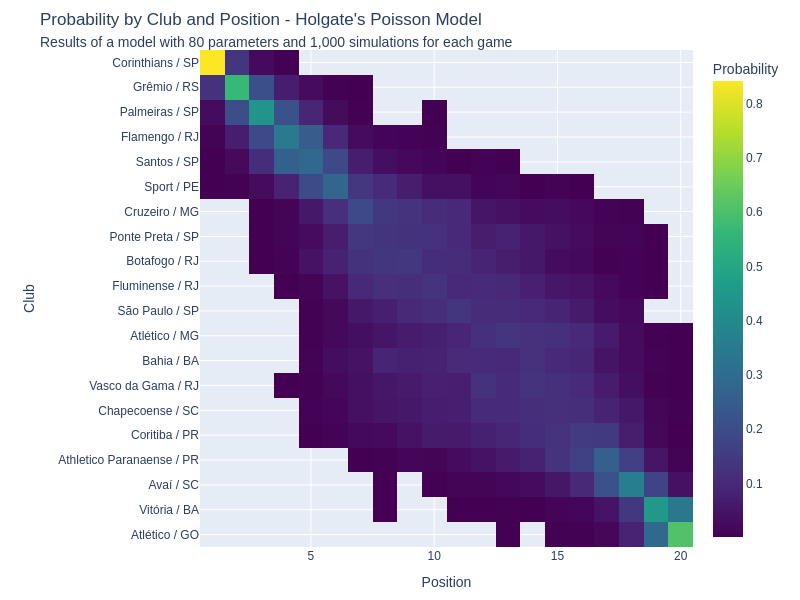 Probability by Club and Position - Holgate's Poisson Model
Results of a model with 80 parameters and 1,000 simulations for each game
Probability
Corinthians / SP
Grêmio / RS
Palmeiras / SP
Flamengo / RJ
Santos / SP
Sport / PE
Cruzeiro / MG
Ponte Preta / SP
Botafogo / RJ
Fluminense / RJ
São Paulo / SP
Atlético / MG
Bahia / BA
Vasco da Gama / RJ
Chapecoense / SC
Coritiba / PR
Athletico Paranaense / PR
Avaí / SC
Vitória / BA
Atlético / GO
Club
5
10
15
20
Position
0.8
0.7
0.6
0.5
0.4
0.3
0.2
0.1